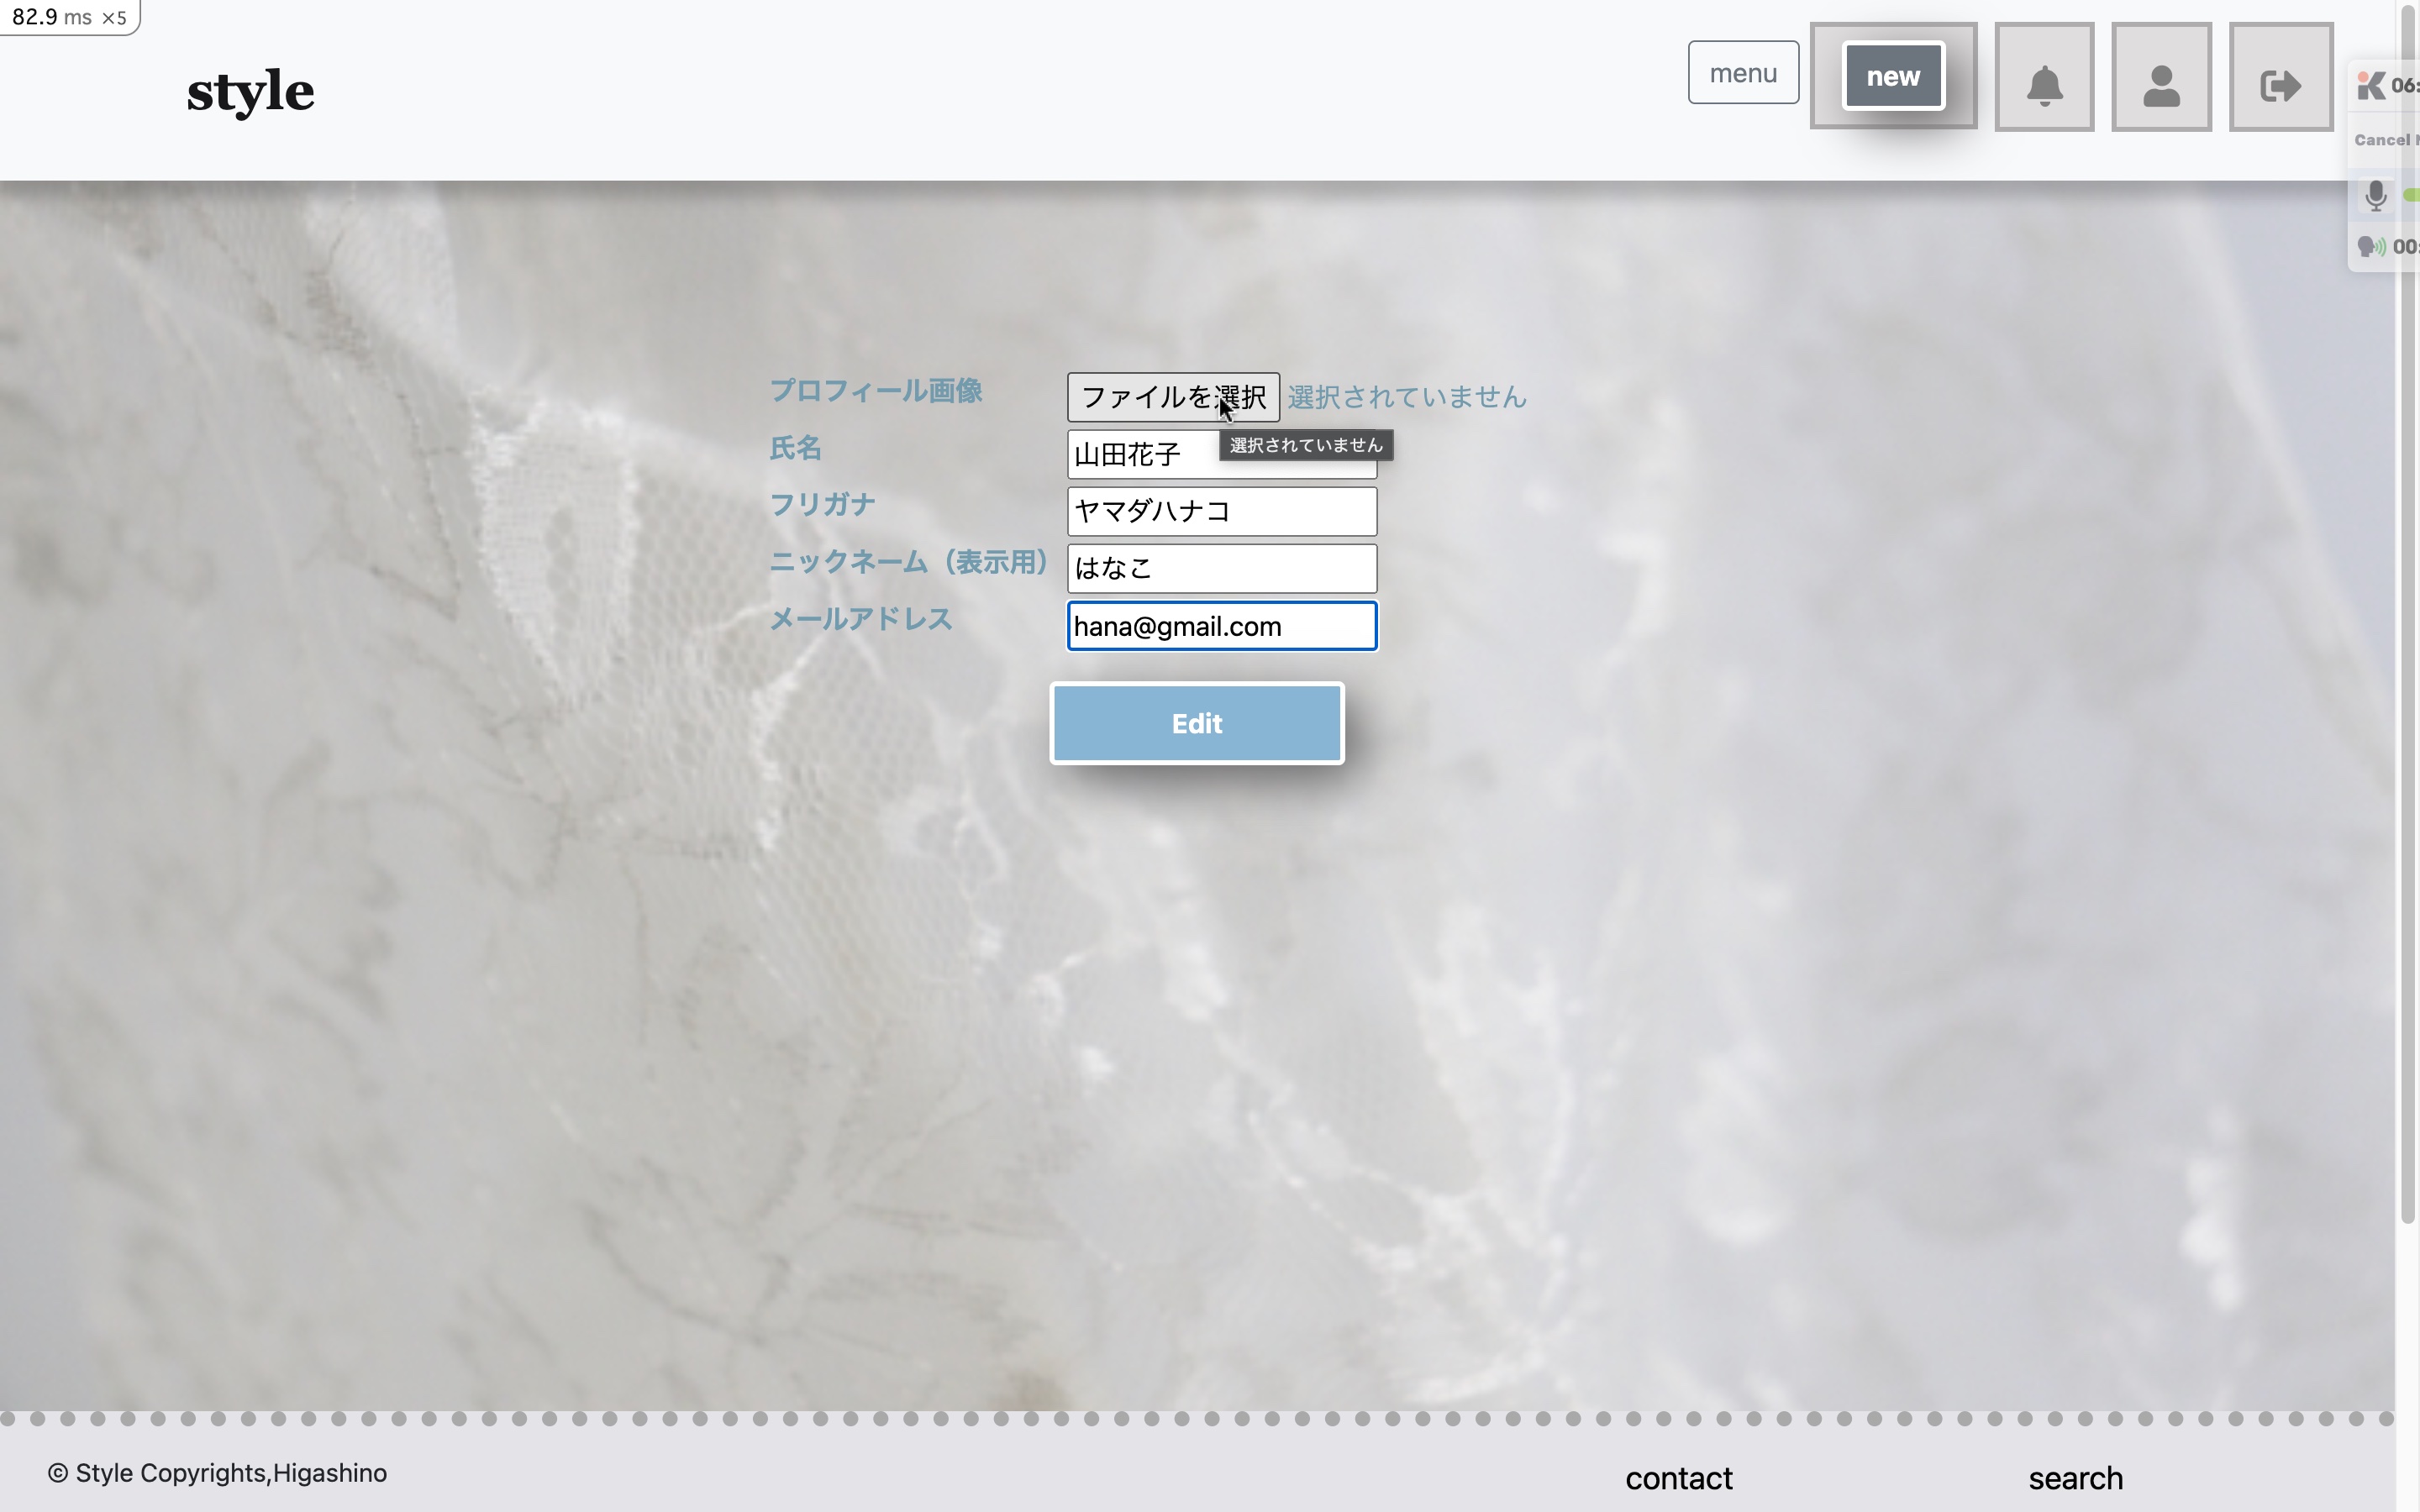 82.9 ms ×5
style
menu
new
06:
Cancel
00:
プロフィール画像
ファイルを選択 選択されていません
選択されていません
氏名
山田花子
フリガナ
ヤマダハナコ
ニックネーム（表示用）
はなこ
メールアドレス
hana@gmail.com
Edit
© Style Copyrights,Higashino
contact
search